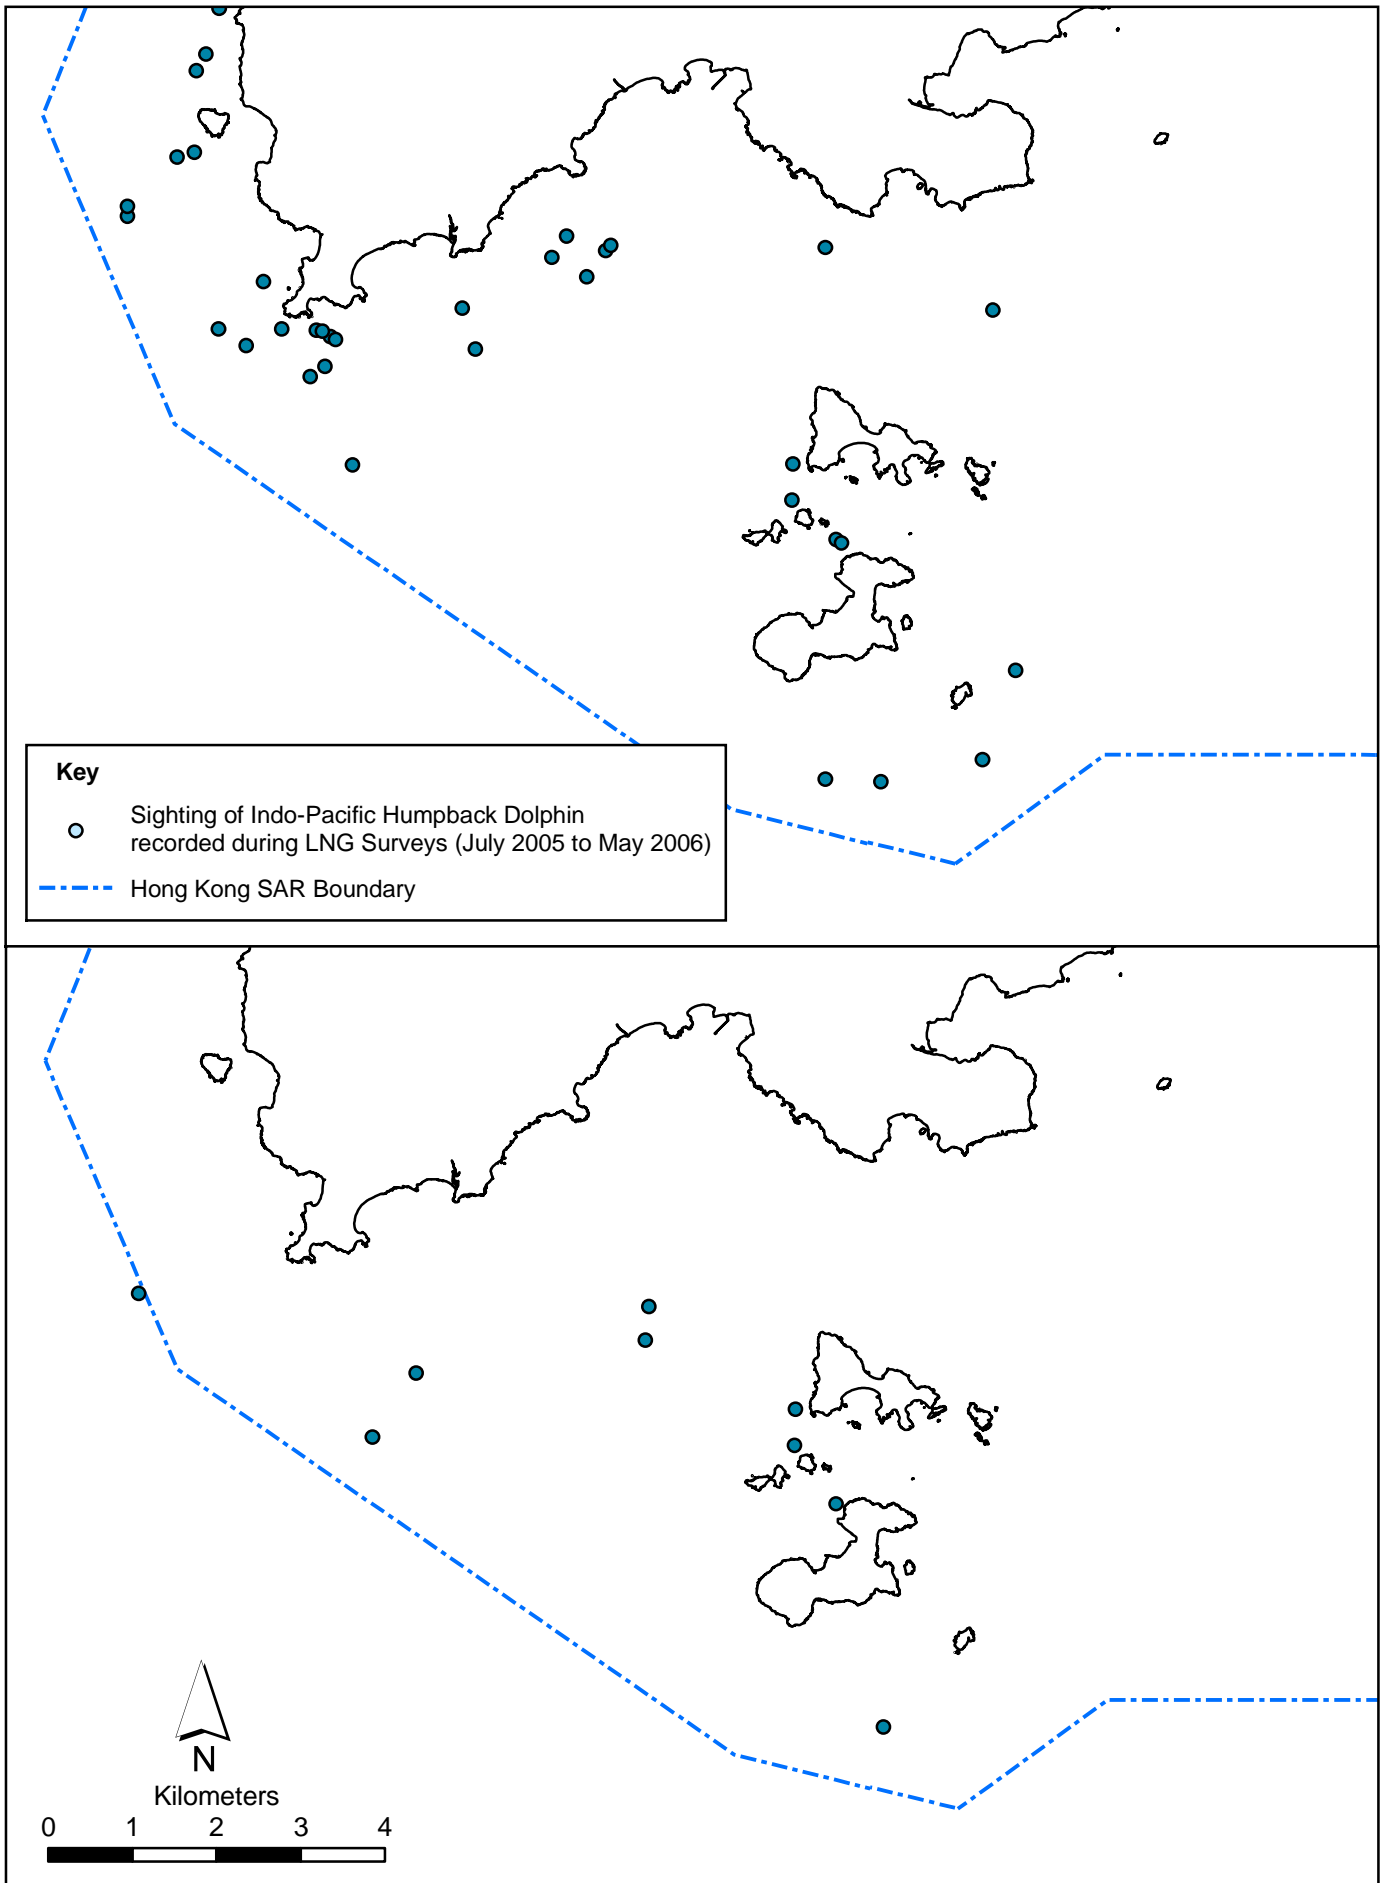 Key
Sighting of Indo-Pacific Humpback Dolphin
recorded during LNG Surveys (July 2005 to May 2006)
Hong Kong SAR Boundary
N
Kilometers
0 1 2 3 4